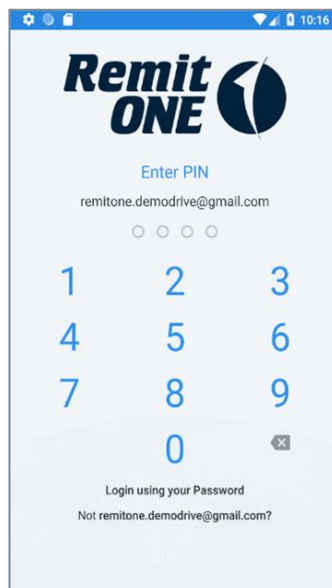 10:16
Remit
ONE
Enter PIN
remitone.demodrive@gmail.com
1 2 3
4 5 6
7 8 9
0
Login using your Password
Not remitone.demodrive@gmail.com?